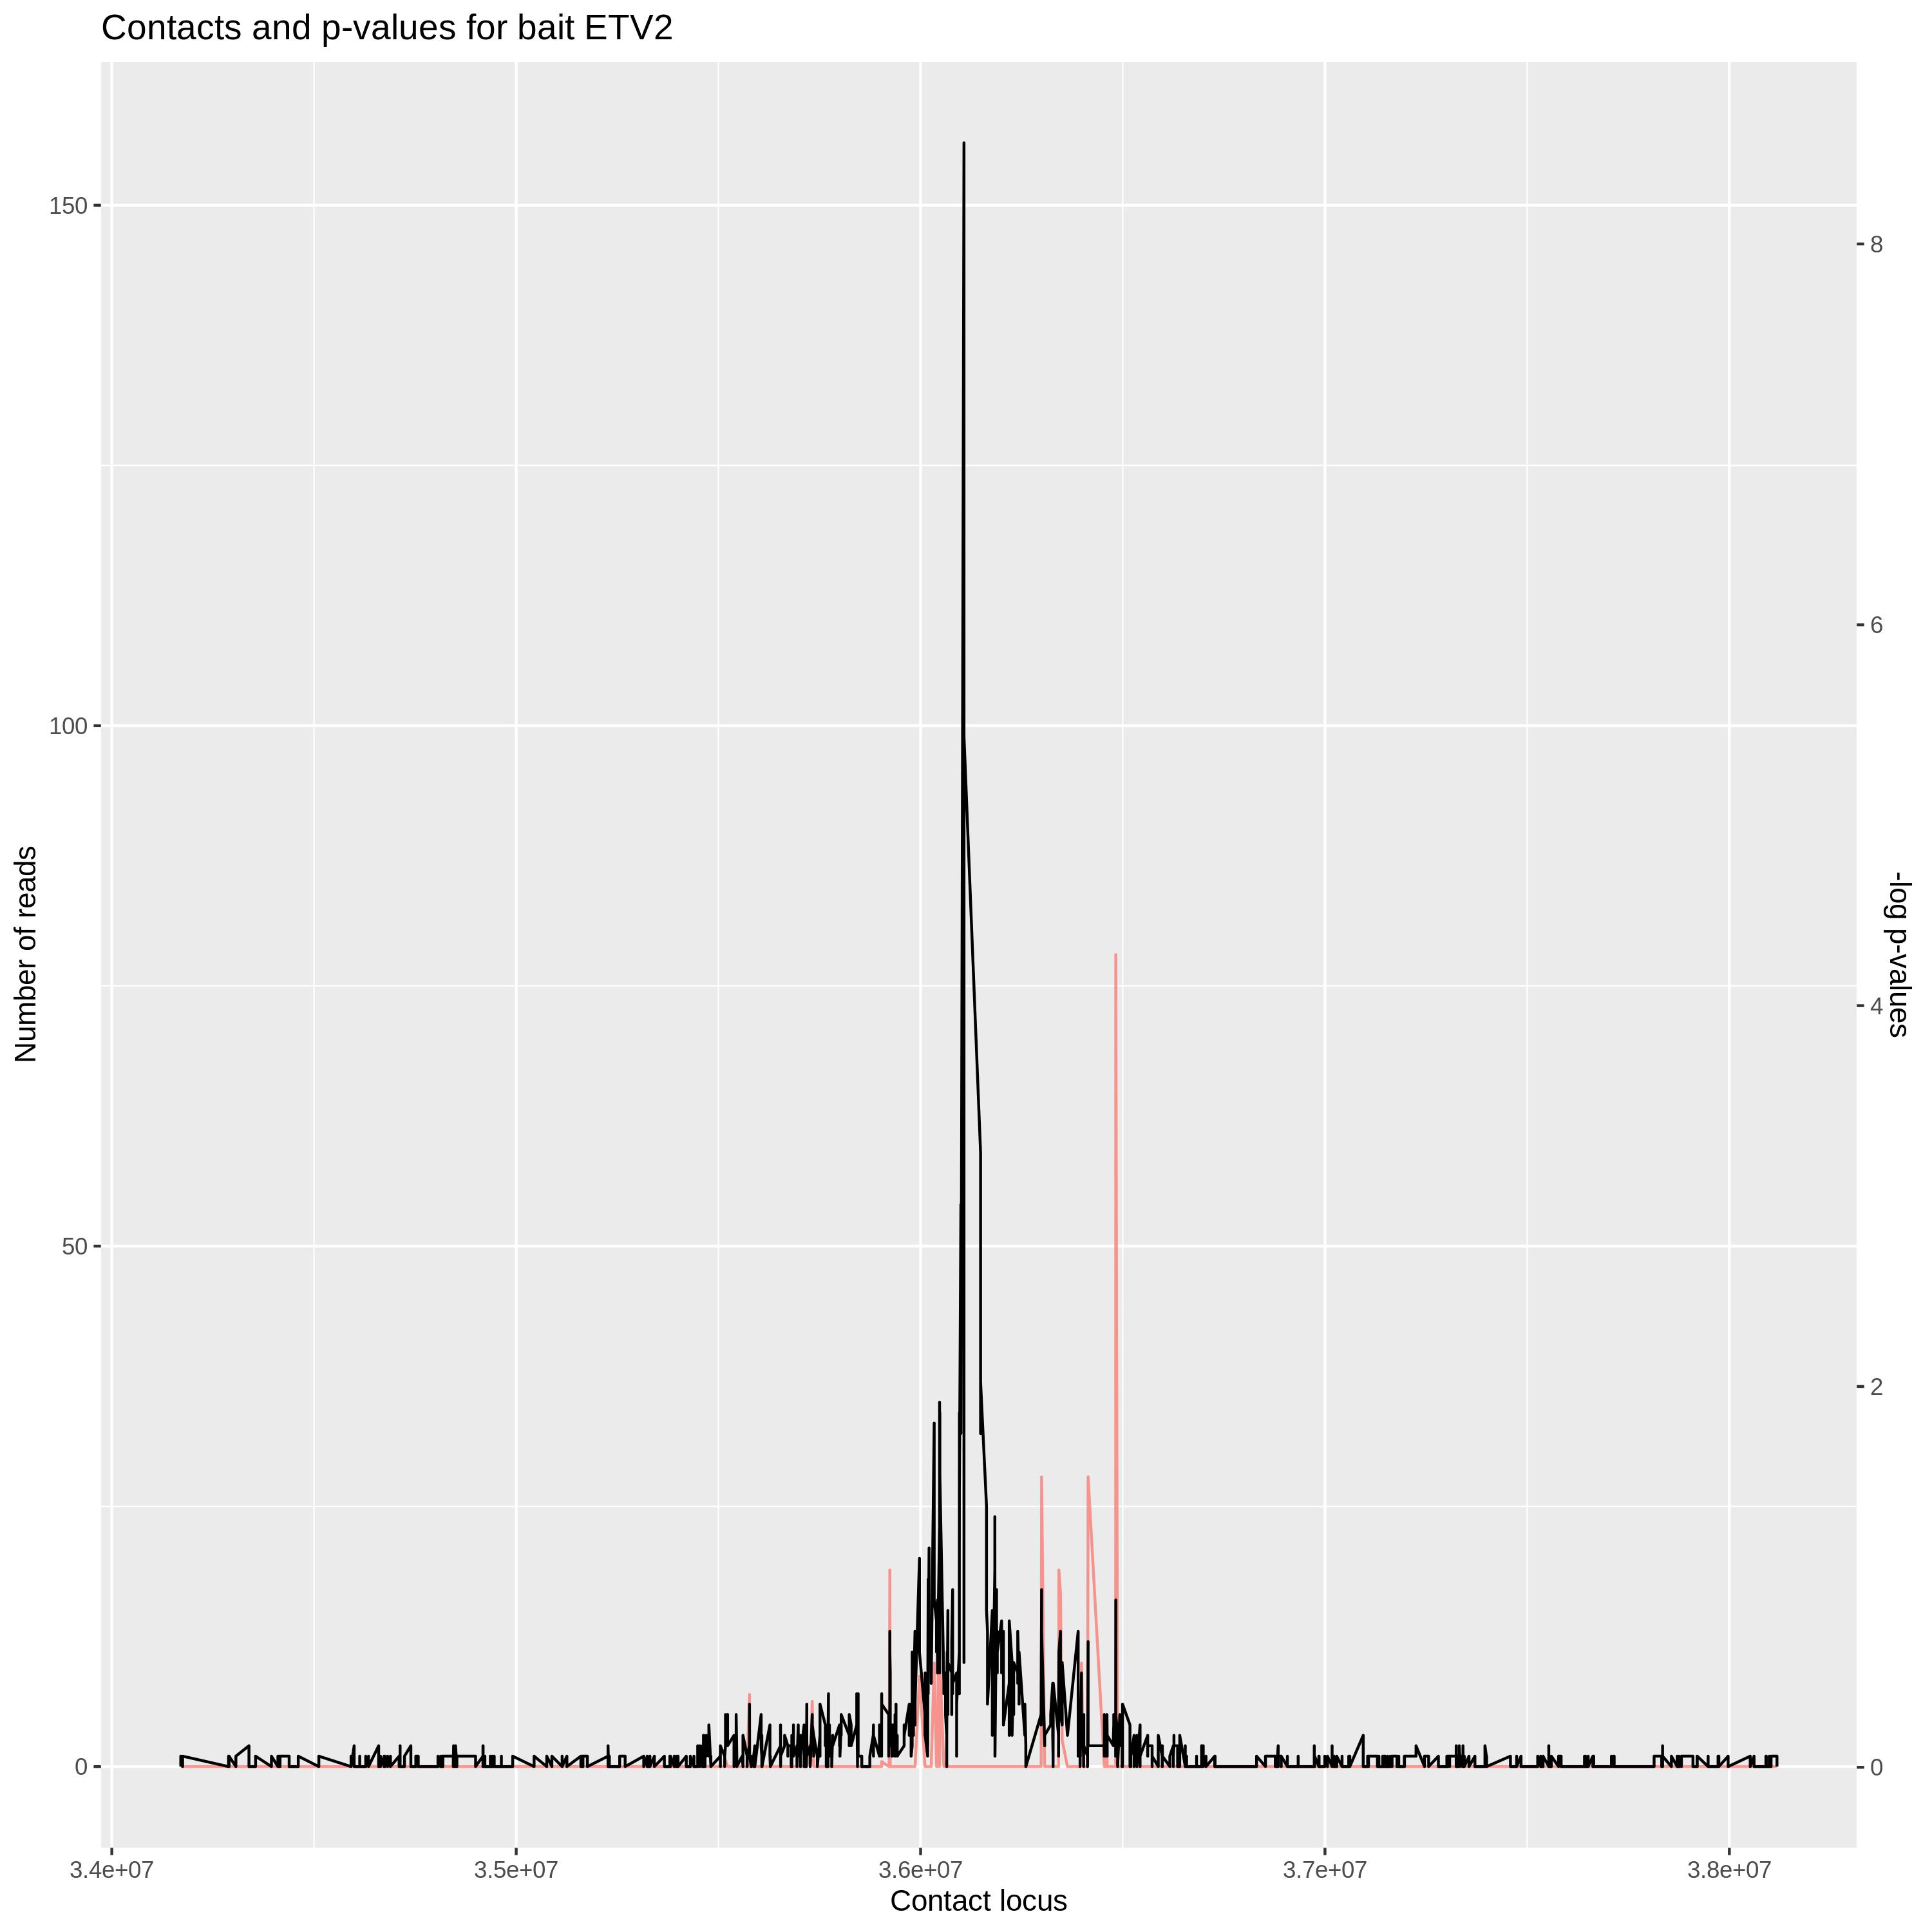 Contacts and p-values for bait ETV2
Number of reads
150
100
50
0
8
6
4
2
0
-log p-values
3.4e+07
3.5e+07
3.6e+07
3.7e+07
3.8e+07
Contact locus